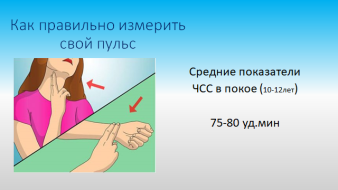 Как правильно измерить
свой пульс
Средние показатели
ЧСС в покое (10-12лет)
75-80 уд.мин